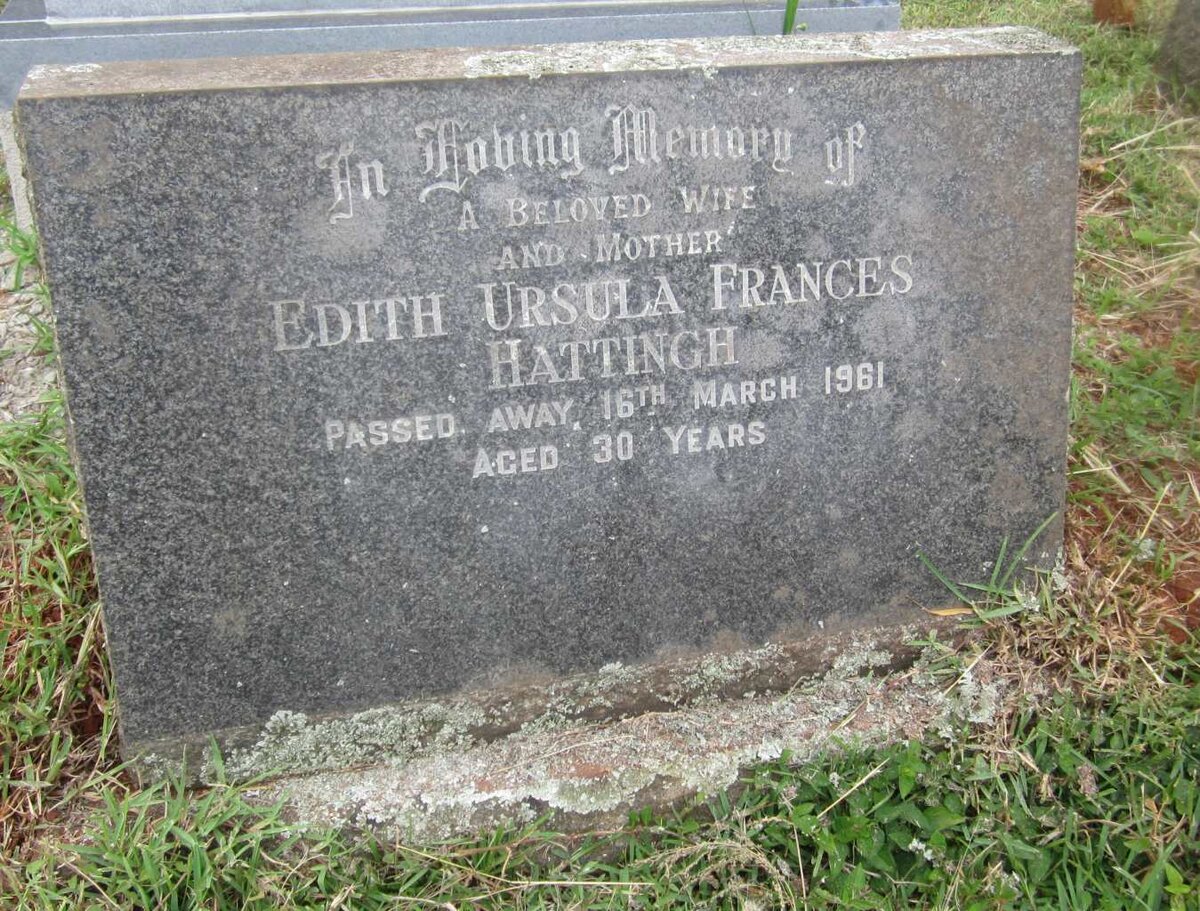 In Loving Memory of
A BELOVED WIFE
AND MOTHER
EDITH URSULA FRANCES
HATTINGH
PASSED AWAY 16TH MARCH 1961
AGED 30 YEARS